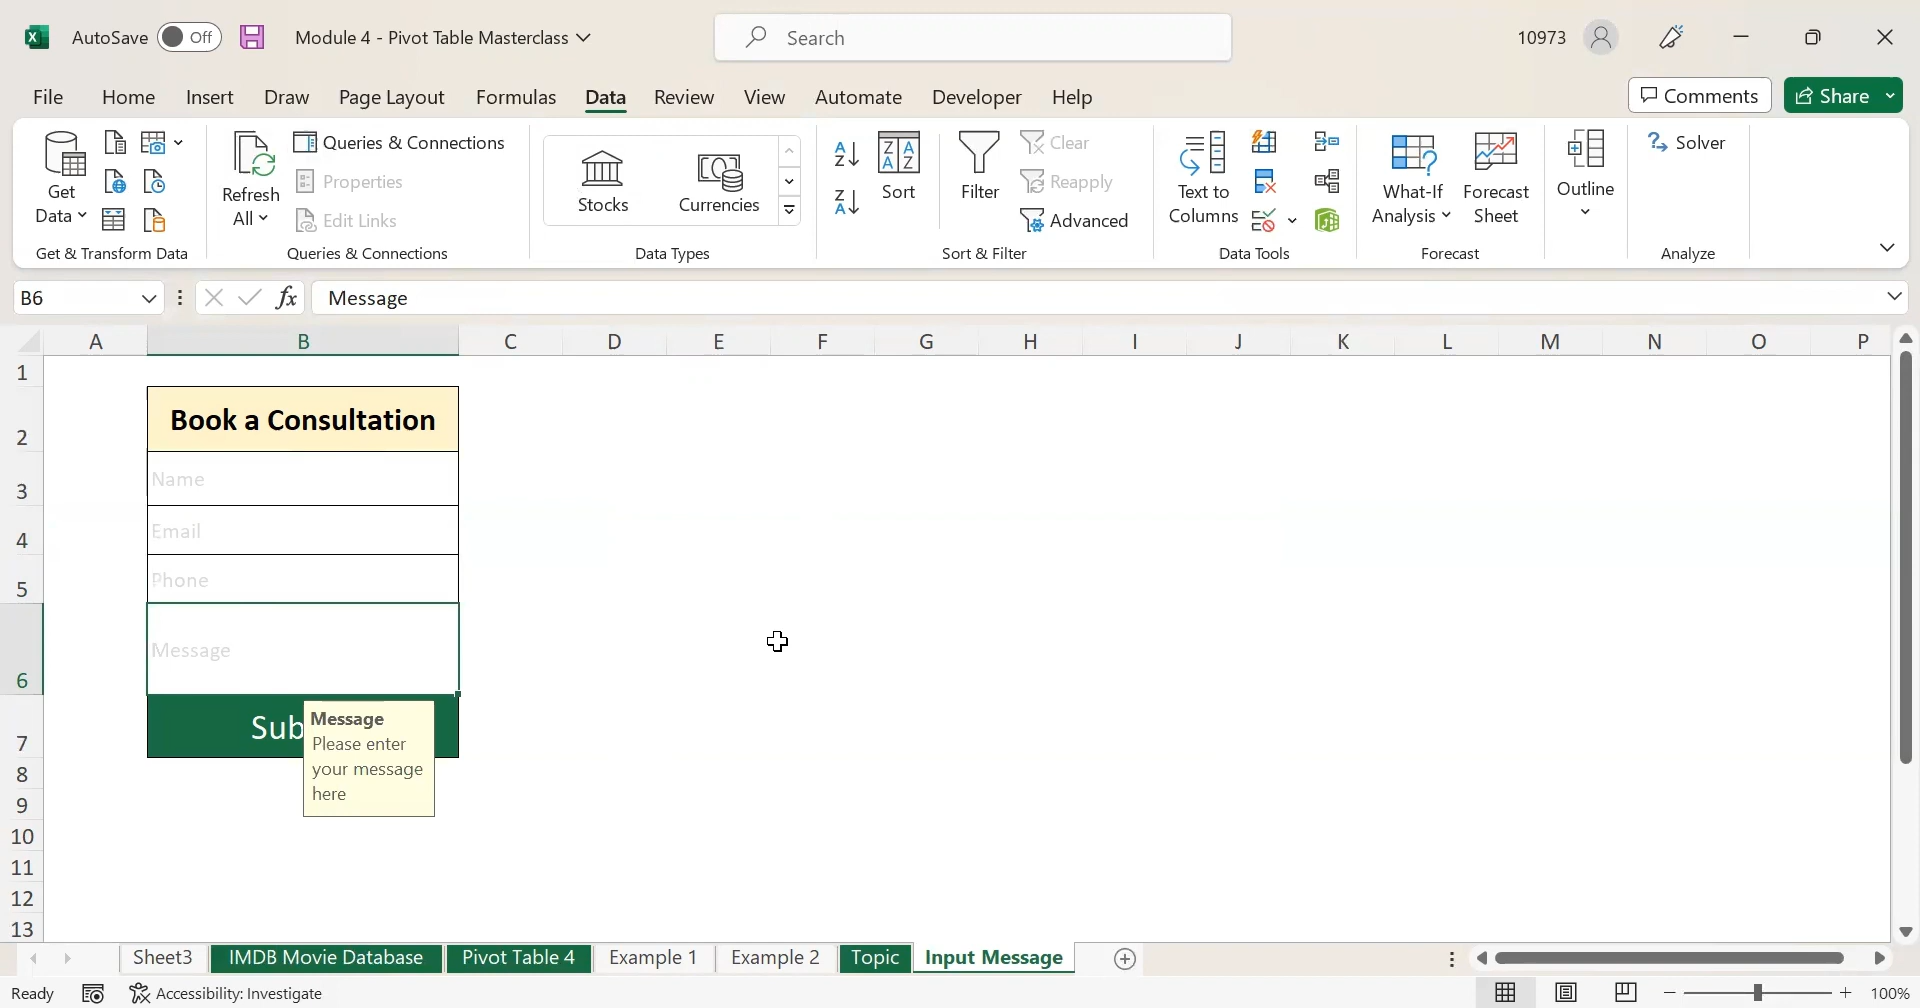 AutoSave Off Module 4 - Pivot Table Masterclass Search 10973
File Home Insert Draw Page Layout Formulas Data Review View Automate Developer Help Comments Share
Get Data
Refresh All
Queries & Connections
Properties
Edit Links
Stocks Currencies
Sort
Filter
Clear
Reapply
Advanced
Text to Columns
What-If Analysis
Forecast Sheet
Outline
Solver
Get & Transform Data Queries & Connections Data Types Sort & Filter Data Tools Forecast Analyze
B6 fx Message
A B C D E F G H I J K L M N O P
1
2 Book a Consultation
3 Name
4 Email
5 Phone
6 Message
7 Sub
Message
Please enter
your message
here
8
9
10
11
12
13
Sheet3 IMDB Movie Database Pivot Table 4 Example 1 Example 2 Topic Input Message
Ready Accessibility: Investigate 100%